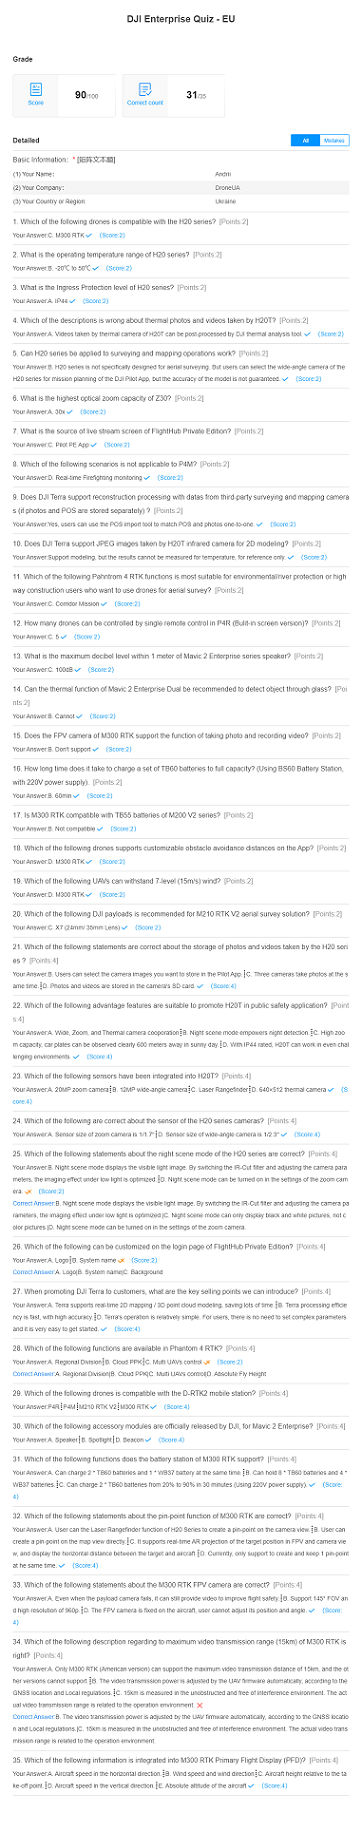 DJI Enterprise Quiz - EU
Grade
Score
90/100
Correct count
31/35
Detailed
All
Mistakes
Basic Information: * [矩阵文本题]
(1) Your Name: Andrii
(2) Your Company: DroneUA
(3) Your Country or Region Ukraine
1. Which of the following drones is compatible with the H20 series? [Points:2]
Your Answer:C. M300 RTK (Score:2)
2. What is the operating temperature range of H20 series? [Points:2]
Your Answer:B. -20℃ to 50℃ (Score:2)
3. What is the Ingress Protection level of H20 series? [Points:2]
Your Answer:A. IP44 (Score:2)
4. Which of the descriptions is wrong about thermal photos and videos taken by H20T? [Points:2]
Your Answer:A. Videos taken by thermal camera of H20T can be post-processed by DJI thermal analysis tool. (Score:2)
5. Can H20 series be applied to surveying and mapping operations work? [Points:2]
Your Answer:B. H20 series is not specifically designed for aerial surveying. But users can select the wide-angle camera of the
H20 series for mission planning of the DJI Pilot App, but the accuracy of the model is not guaranteed. (Score:2)
6. What is the highest optical zoom capacity of Z30? [Points:2]
Your Answer:A. 30x (Score:2)
7. What is the source of live stream screen of FlightHub Private Edition? [Points:2]
Your Answer:C. Pilot PE App (Score:2)
8. Which of the following scenarios is not applicable to P4M? [Points:2]
Your Answer:D. Real-time Firefighting monitoring (Score:2)
9. Does DJI Terra support reconstruction processing with datas from third-party surveying and mapping camera
s (if photos and POS are stored separately) ? [Points:2]
Your Answer:Yes, users can use the POS import tool to match POS and photos one-to-one. (Score:2)
10. Does DJI Terra support JPEG images taken by H20T infrared camera for 2D modeling? [Points:2]
Your Answer:Support modeling, but the results cannot be measured for temperature, for reference only. (Score:2)
11. Which of the following Pahntrom 4 RTK functions is most suitable for environmental/river protection or high
way construction users who want to use drones for aerial survey? [Points:2]
Your Answer:C. Corridor Mission (Score:2)
12. How many drones can be controlled by single remote control in P4R (Bulit-in screen version)? [Points:2]
Your Answer:C. 5 (Score:2)
13. What is the maximum decibel level within 1 meter of Mavic 2 Enterprise series speaker? [Points:2]
Your Answer:C. 100dB (Score:2)
14. Can the thermal function of Mavic 2 Enterprise Dual be recommended to detect object through glass? [Poi
nts:2]
Your Answer:B. Cannot (Score:2)
15. Does the FPV camera of M300 RTK support the function of taking photo and recording video? [Points:2]
Your Answer:B. Don't support (Score:2)
16. How long time does it take to charge a set of TB60 batteries to full capacity? (Using BS60 Battery Station,
with 220V power supply). [Points:2]
Your Answer:B. 60min (Score:2)
17. Is M300 RTK compatible with TB55 batteries of M200 V2 series? [Points:2]
Your Answer:B. Not compatible (Score:2)
18. Which of the following drones supports customizable obstacle avoidance distances on the App? [Points:2]
Your Answer:D. M300 RTK (Score:2)
19. Which of the following UAVs can withstand 7-level (15m/s) wind? [Points:2]
Your Answer:D. M300 RTK (Score:2)
20. Which of the following DJI payloads is recommended for M210 RTK V2 aerial survey solution? [Points:2]
Your Answer:C. X7 (24mm/ 35mm Lens) (Score:2)
21. Which of the following statements are correct about the storage of photos and videos taken by the H20 seri
es ? [Points:4]
Your Answer:B. Users can select the camera images you want to store in the Pilot App.┋C. Three cameras take photos at the s
ame time.┋D. Photos and videos are stored in the camera's SD card. (Score:4)
22. Which of the following advantage features are suitable to promote H20T in public safety application? [Point
s:4]
Your Answer:A. Wide, Zoom, and Thermal camera cooperation┋B. Night scene mode empowers night detection.┋C. High zoo
m capacity, car plates can be observed clearly 600 meters away in sunny day.┋D. With IP44 rated, H20T can work in even chal
lenging environments. (Score:4)
23. Which of the following sensors have been integrated into H20T? [Points:4]
Your Answer:A. 20MP zoom camera┋B. 12MP wide-angle camera┋C. Laser Rangefinder┋D. 640×512 thermal camera (S
core:4)
24. Which of the following are correct about the sensor of the H20 series cameras? [Points:4]
Your Answer:A. Sensor size of zoom camera is 1/1.7"┋D. Sensor size of wide-angle camera is 1/2.3" (Score:4)
25. Which of the following statements about the night scene mode of the H20 series are correct? [Points:4]
Your Answer:B. Night scene mode displays the visible light image. By switching the IR-Cut filter and adjusting the camera para
meters, the imaging effect under low light is optimized.┋D. Night scene mode can be turned on in the settings of the zoom cam
era. (Score:2)
Correct Answer:B. Night scene mode displays the visible light image. By switching the IR-Cut filter and adjusting the camera pa
rameters, the imaging effect under low light is optimized.|C. Night scene mode can only display black and white pictures, not c
olor pictures.|D. Night scene mode can be turned on in the settings of the zoom camera.
26. Which of the following can be customized on the login page of FlightHub Private Edition? [Points:4]
Your Answer:A. Logo┋B. System name (Score:2)
Correct Answer:A. Logo|B. System name|C. Background
27. When promoting DJI Terra to customers, what are the key selling points we can introduce? [Points:4]
Your Answer:A. Terra supports real-time 2D mapping / 3D point cloud modeling, saving lots of time.┋B. Terra processing efficie
ncy is fast, with high accuracy.┋D. Terra's operation is relatively simple. For users, there is no need to set complex parameters
and it is very easy to get started. (Score:4)
28. Which of the following functions are available in Phantom 4 RTK? [Points:4]
Your Answer:A. Regional Division┋B. Cloud PPK┋C. Multi UAVs control (Score:2)
Correct Answer:A. Regional Division|B. Cloud PPK|C. Multi UAVs control|D. Absolute Fly Height
29. Which of the following drones is compatible with the D-RTK2 mobile station? [Points:4]
Your Answer:P4R┋P4M┋M210 RTK V2┋M300 RTK (Score:4)
30. Which of the following accessory modules are officially released by DJI, for Mavic 2 Enterprise? [Points:4]
Your Answer:A. Speaker┋B. Spotlight┋D. Beacon (Score:4)
31. Which of the following functions does the battery station of M300 RTK support? [Points:4]
Your Answer:A. Can charge 2 * TB60 batteries and 1 * WB37 battery at the same time.┋B. Can hold 8 * TB60 batteries and 4 *
WB37 batteries.┋C. Can charge 2 * TB60 batteries from 20% to 90% in 30 minutes (Using 220V power supply). (Score:
4)
32. Which of the following statements about the pin-point function of M300 RTK are correct? [Points:4]
Your Answer:A. User can the Laser Rangefinder function of H20 Series to create a pin-point on the camera view.┋B. User can
create a pin-point on the map view directly.┋C. It supports real-time AR projection of the target position in FPV and camera vie
w, and display the horizontal distance between the target and aircraft.┋D. Currently, only support to create and keep 1 pin-point
at he same time. (Score:4)
33. Which of the following statements about the M300 RTK FPV camera are correct? [Points:4]
Your Answer:A. Even when the payload camera fails, it can still provide video to improve flight safety.┋B. Support 145° FOV an
d high resolution of 960p.┋D. The FPV camera is fixed on the aircraft, user cannot adjust its position and angle. (Score:
4)
34. Which of the following description regarding to maximum video transmission range (15km) of M300 RTK is
right? [Points:4]
Your Answer:A. Only M300 RTK (American version) can support the maximum video transmission distance of 15km, and the ot
her versions cannot support.┋B. The video transmission power is adjusted by the UAV firmware automatically, according to the
GNSS location and Local regulations.┋C. 15km is measured in the unobstructed and free of interference environment. The act
ual video transmission range is related to the operation environment.
Correct Answer:B. The video transmission power is adjusted by the UAV firmware automatically, according to the GNSS locatio
n and Local regulations.|C. 15km is measured in the unobstructed and free of interference environment. The actual video trans
mission range is related to the operation environment.
35. Which of the following information is integrated into M300 RTK Primary Flight Display (PFD)? [Points:4]
Your Answer:A. Aircraft speed in the horizontal direction.┋B. Wind speed and wind direction┋C. Aircraft height relative to the ta
ke-off point.┋D. Aircraft speed in the vertical direction.┋E. Absolute altitude of the aircraft (Score:4)